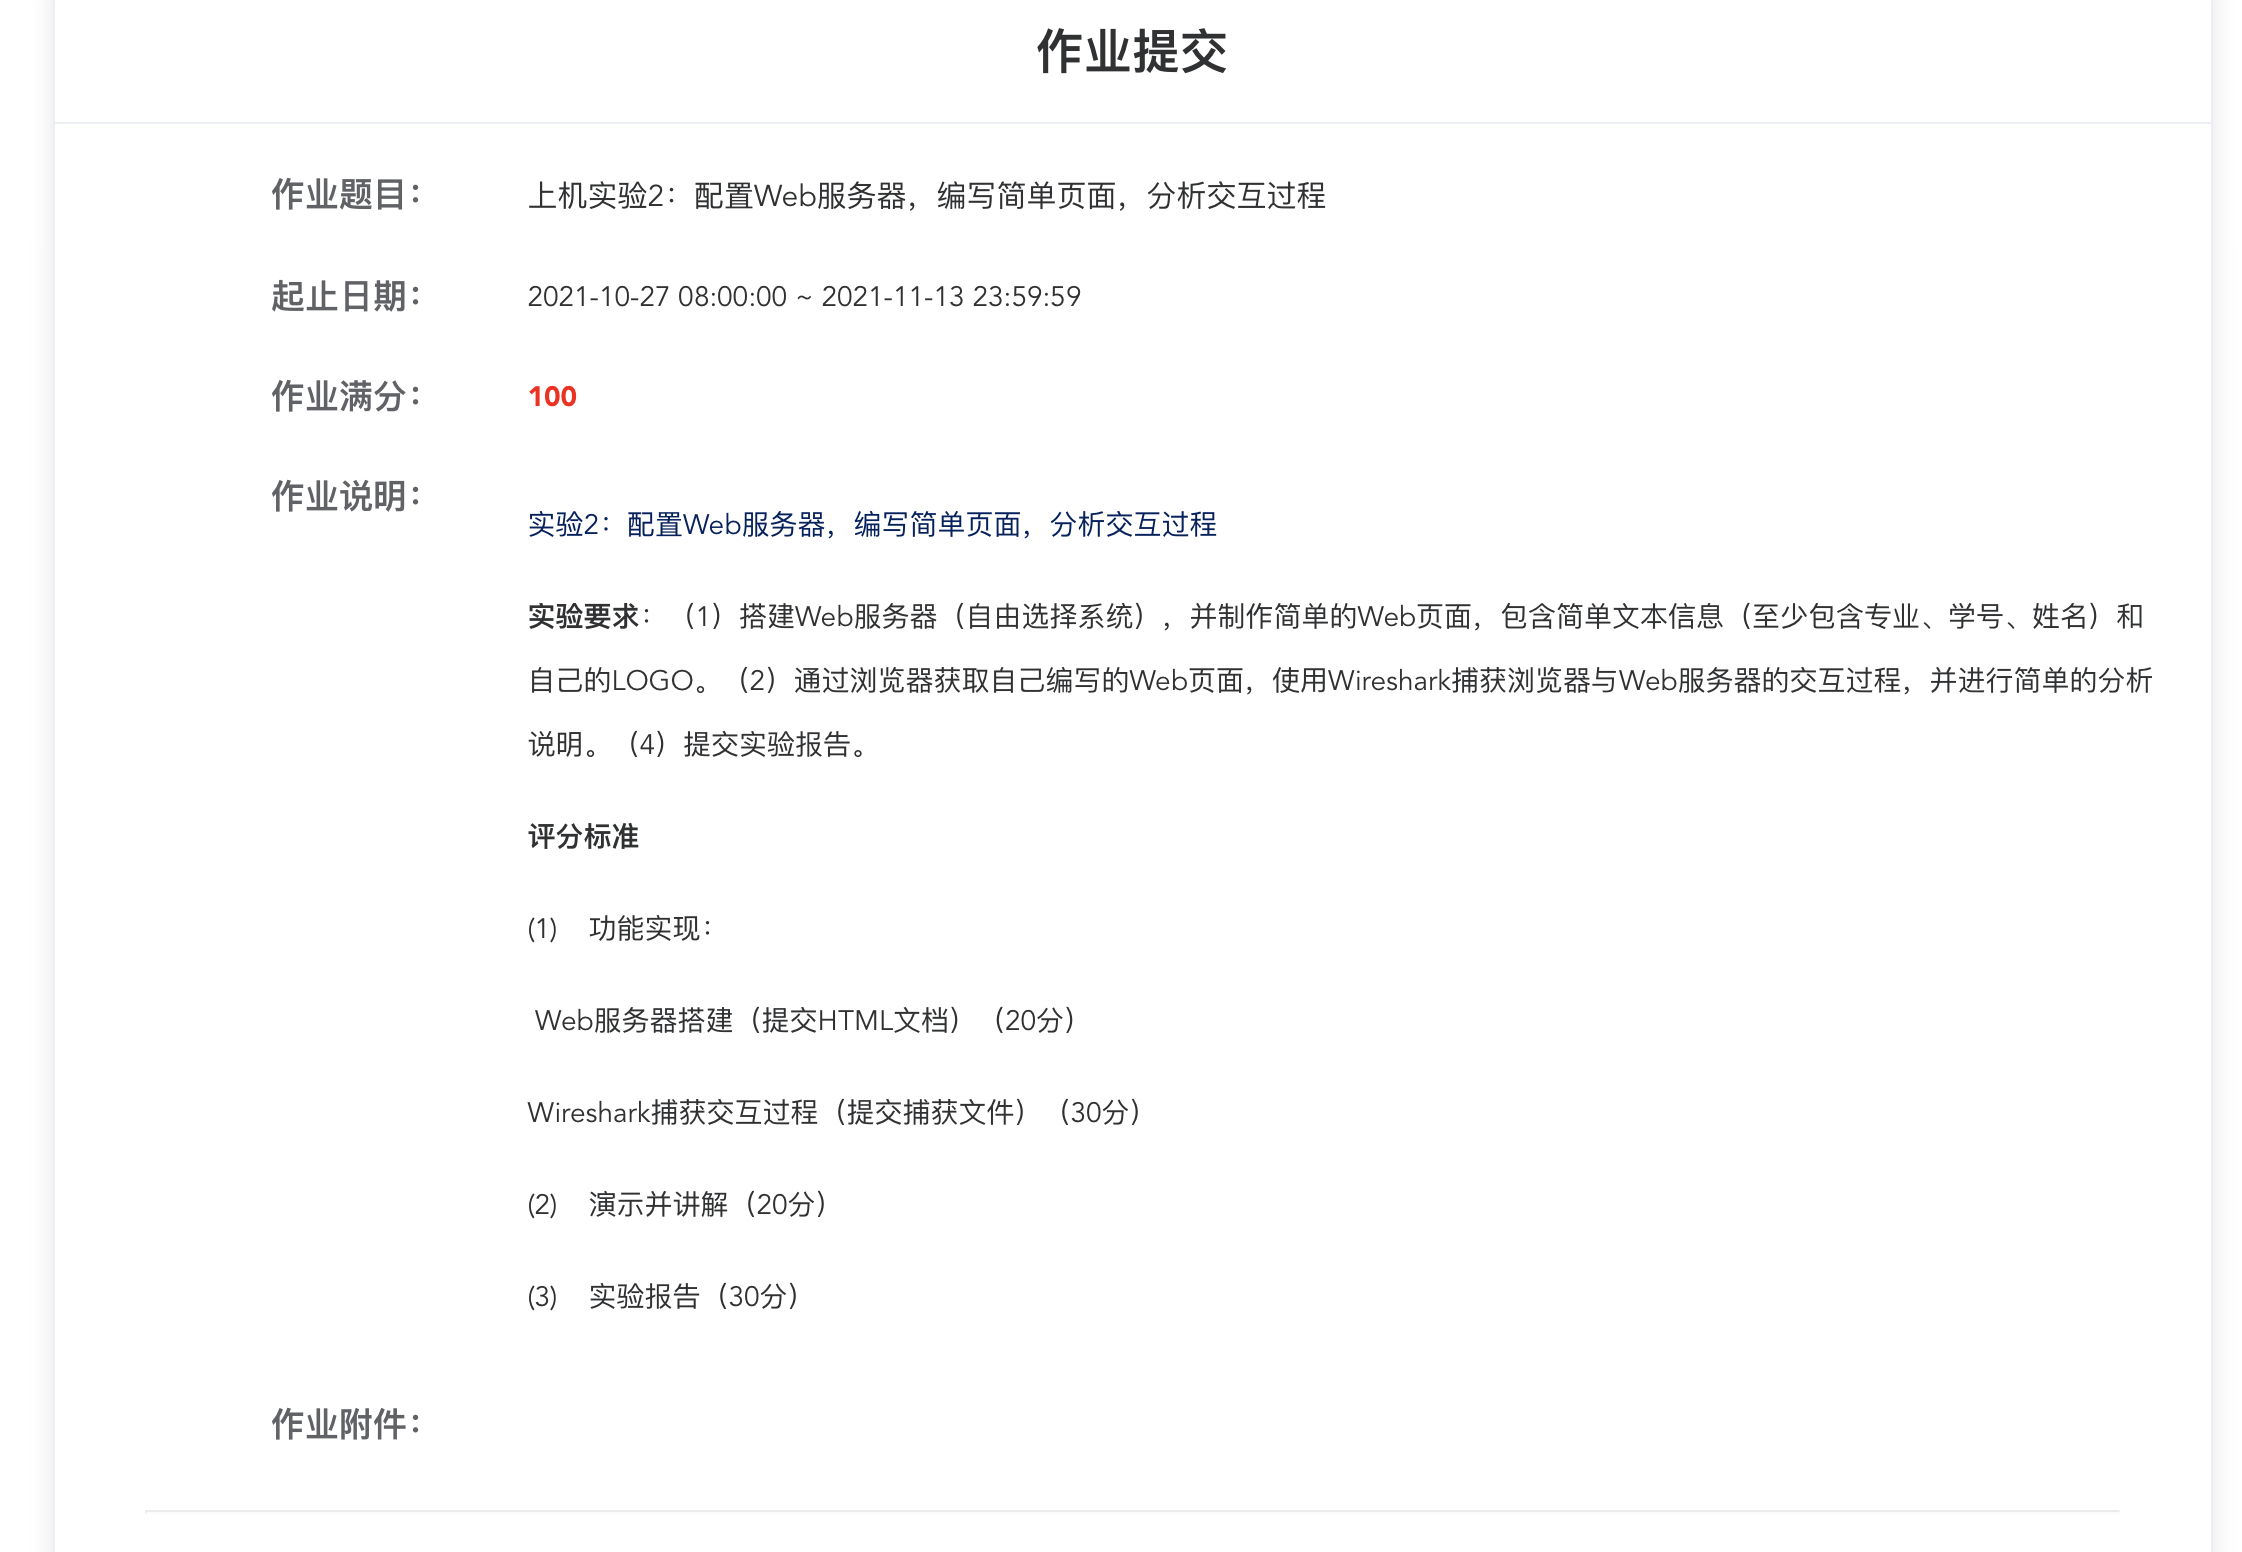 作业提交
作业题目：
上机实验2：配置Web服务器，编写简单页面，分析交互过程
起止日期：
2021-10-27 08:00:00 ~ 2021-11-13 23:59:59
作业满分：
100
作业说明：
实验2：配置Web服务器，编写简单页面，分析交互过程
实验要求：（1）搭建Web服务器（自由选择系统），并制作简单的Web页面，包含简单文本信息（至少包含专业、学号、姓名）和
自己的LOGO。（2）通过浏览器获取自己编写的Web页面，使用Wireshark捕获浏览器与Web服务器的交互过程，并进行简单的分析
说明。（4）提交实验报告。
评分标准
(1) 功能实现：
Web服务器搭建（提交HTML文档）（20分）
Wireshark捕获交互过程（提交捕获文件）（30分）
(2) 演示并讲解（20分）
(3) 实验报告（30分）
作业附件：